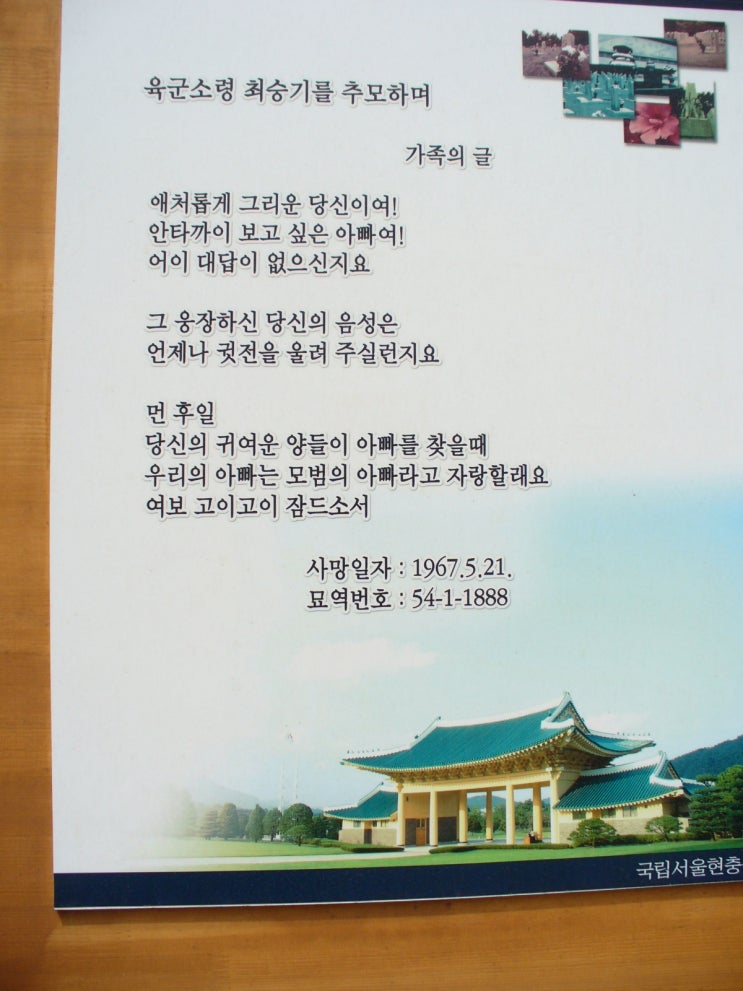 육군소령 최숭기를 추모하며
가족의 글
애처롭게 그리운 당신이여!
안타까이 보고 싶은 아빠여!
어이 대답이 없으신지요
그 웅장하신 당신의 음성은
언제나 귓전을 울려 주실런지요
먼 후일
당신의 귀여운 양들이 아빠를 찾을때
우리의 아빠는 모범의 아빠라고 자랑할래요
여보 고이고이 잠드소서
사망일자 : 1967.5.21.
묘역번호 : 54-1-1888
국립서울현충